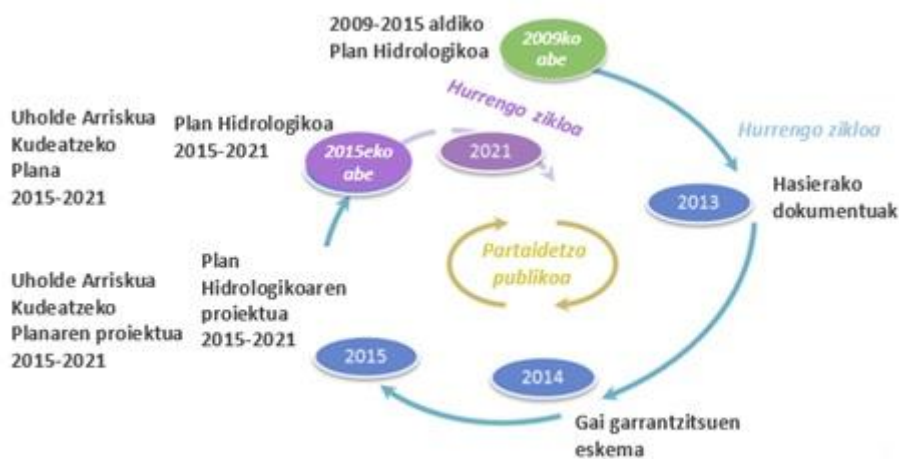 2009-2015 aldiko
Plan Hidrologikoa
2009ko
abe
Hurrengo zikloa
Hurrengo zikloa
Uholde Arriskua
Kudeatzeko
Plana
2015-2021
Plan Hidrologikoa
2015-2021
2015eko
abe
2021
2013
Hasierako
dokumentuak
Partaidetzo
publikoa
Uholde Arriskua
Kudeatzeko
Planaren proiektua
2015-2021
Plan
Hidrologikoaren
proiektua
2015-2021
2015
2014
Gai garrantzitsuen
eskema